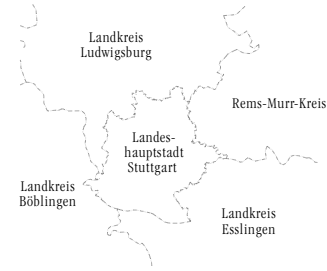 Landkreis
Ludwigsburg
Rems-Murr-Kreis
Landes-
hauptstadt
Stuttgart
Landkreis
Böblingen
Landkreis
Esslingen